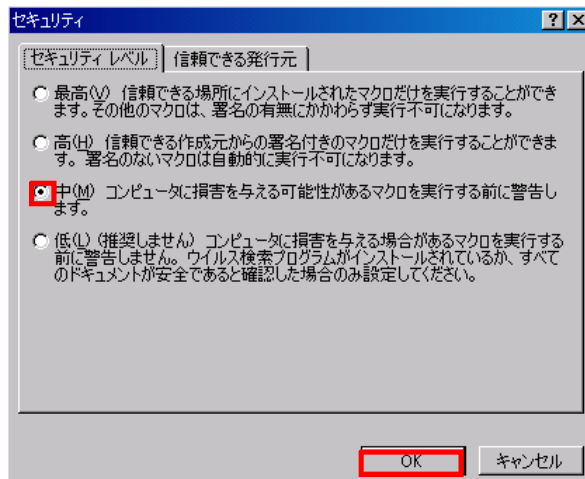 セキュリティ
セキュリティ レベル 信頼できる発行元
最高(V) 信頼できる場所にインストールされたマクロだけを実行することができ
ます。その他のマクロは、署名の有無にかかわらず実行不可になります。
高(H) 信頼できる作成元からの署名付きのマクロだけを実行することができま
す。 署名のないマクロは自動的に実行不可になります。
中(M) コンピュータに損害を与える可能性があるマクロを実行する前に警告し
ます。
低(L) (推奨しません) コンピュータに損害を与える場合があるマクロを実行する
前に警告しません。ウイルス検索プログラムがインストールされているか、すべて
のドキュメントが安全であると確認した場合のみ設定してください。
OK キャンセル